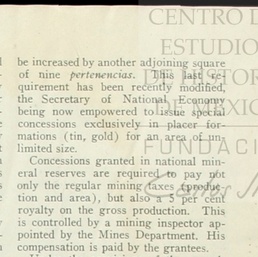 CENTRO D
ESTUDIO
DE HISTOR
DE MEXIC
FUNDACI
be increased by another adjoining square
of nine pertenencias. This last re-
quirement has been recently modified,
the Secretary of National Economy
being now empowered to issue special
concessions exclusively in placer for-
mations (tin, gold) for an area of un-
limited size.
Concessions granted in national min-
eral reserves are required to pay not
only the regular mining taxes (produc-
tion and area), but also a 5 per cent
royalty on the gross production. This
is controlled by a mining inspector ap-
pointed by the Mines Department. His
compensation is paid by the grantees.